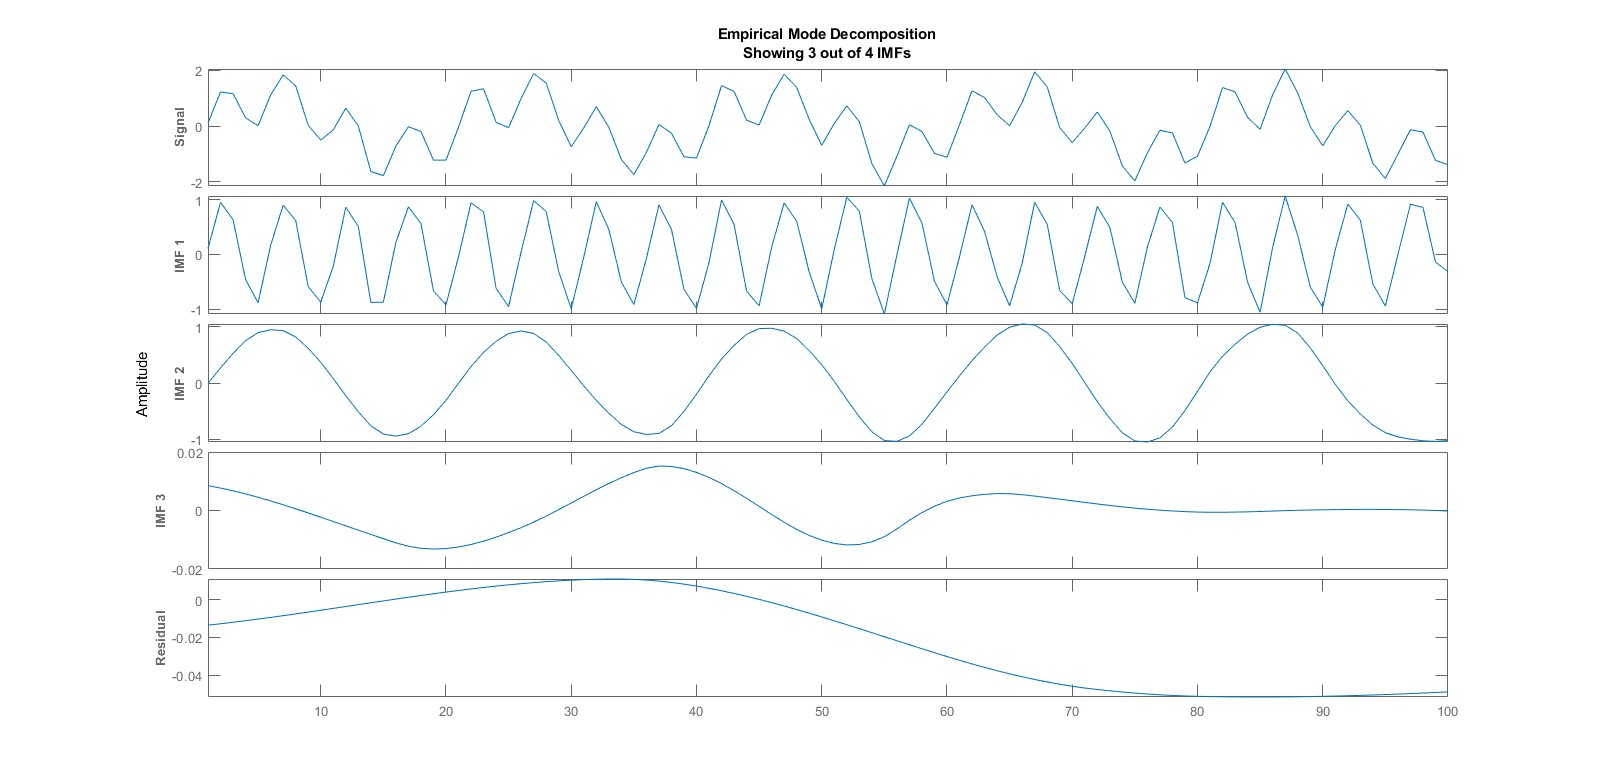 Empirical Mode Decomposition
Showing 3 out of 4 IMFs
2
0
-2
Signal
1
0
-1
IMF 1
1
0
-1
IMF 2
Amplitude
0.02
0
-0.02
IMF 3
0
-0.02
-0.04
Residual
10 20 30 40 50 60 70 80 90 100